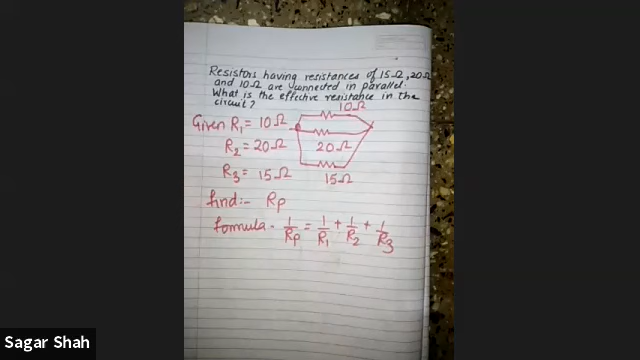 Resistors having resistances of 15Ω, 20Ω
and 10Ω are connected in parallel.
What is the effective resistance in the
circuit?
10Ω
Given R₁ = 10Ω
R₂ = 20Ω
20Ω
R₃ = 15Ω
15Ω
find:- Rp
formula - 1/Rp = 1/R₁ + 1/R₂ + 1/R₃
Sagar Shah